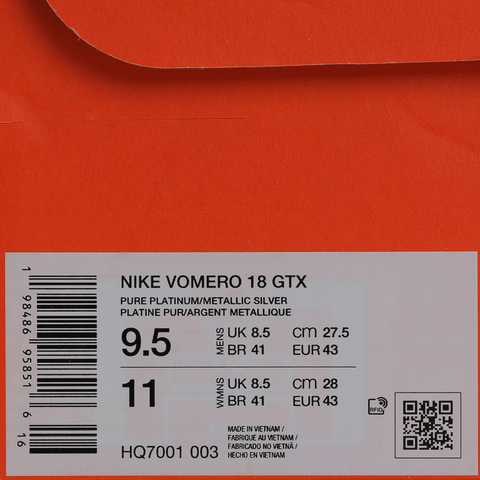 NIKE VOMERO 18 GTX
PURE PLATINUM/METALLIC SILVER
PLATINE PUR/ARGENT METALLIQUE
9.5 MENS UK 8.5 CM 27.5
BR 41 EUR 43
11 WMNS UK 8.5 CM 28
BR 41 EUR 43
HQ7001 003
MADE IN VIETNAM /
FABRIQUE AU VIETNAM /
FABRICADO NO VIETNÃ /
HECHO EN VIETNAM
RFID
1 98486 95851 6 16